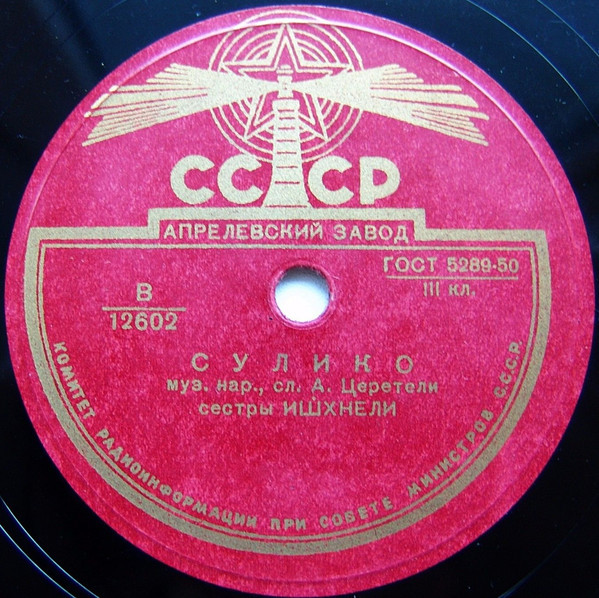 СССР
АПРЕЛЕВСКИЙ ЗАВОД
ГОСТ 5289-50
III кл.
В
12602
СУЛИКО
муз. нар., сл. А. Церетели
сестры ИШХНЕЛИ
КОМИТЕТ РАДИОИНФОРМАЦИИ ПРИ СОВЕТЕ МИНИСТРОВ С.С.С.Р.